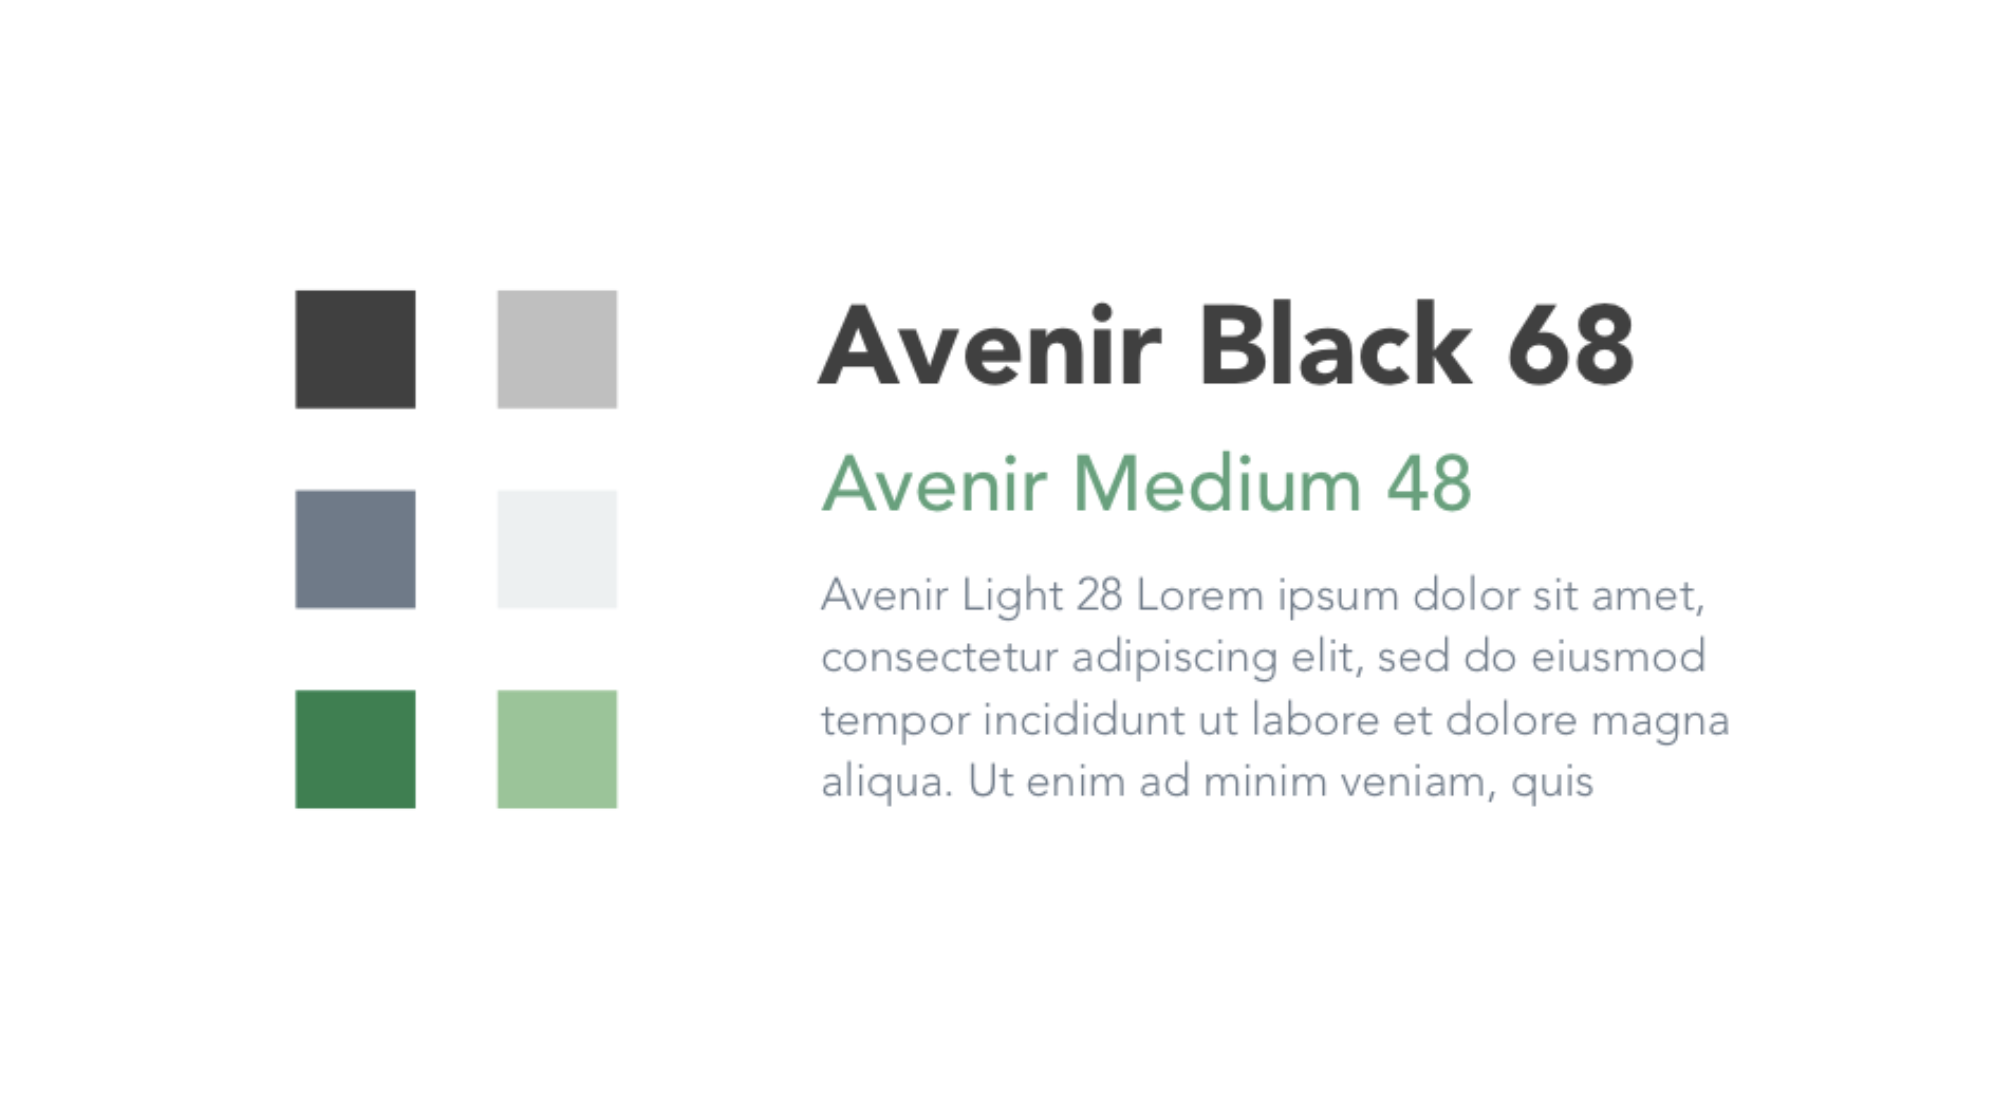 Avenir Black 68
Avenir Medium 48
Avenir Light 28 Lorem ipsum dolor sit amet,
consectetur adipiscing elit, sed do eiusmod
tempor incididunt ut labore et dolore magna
aliqua. Ut enim ad minim veniam, quis